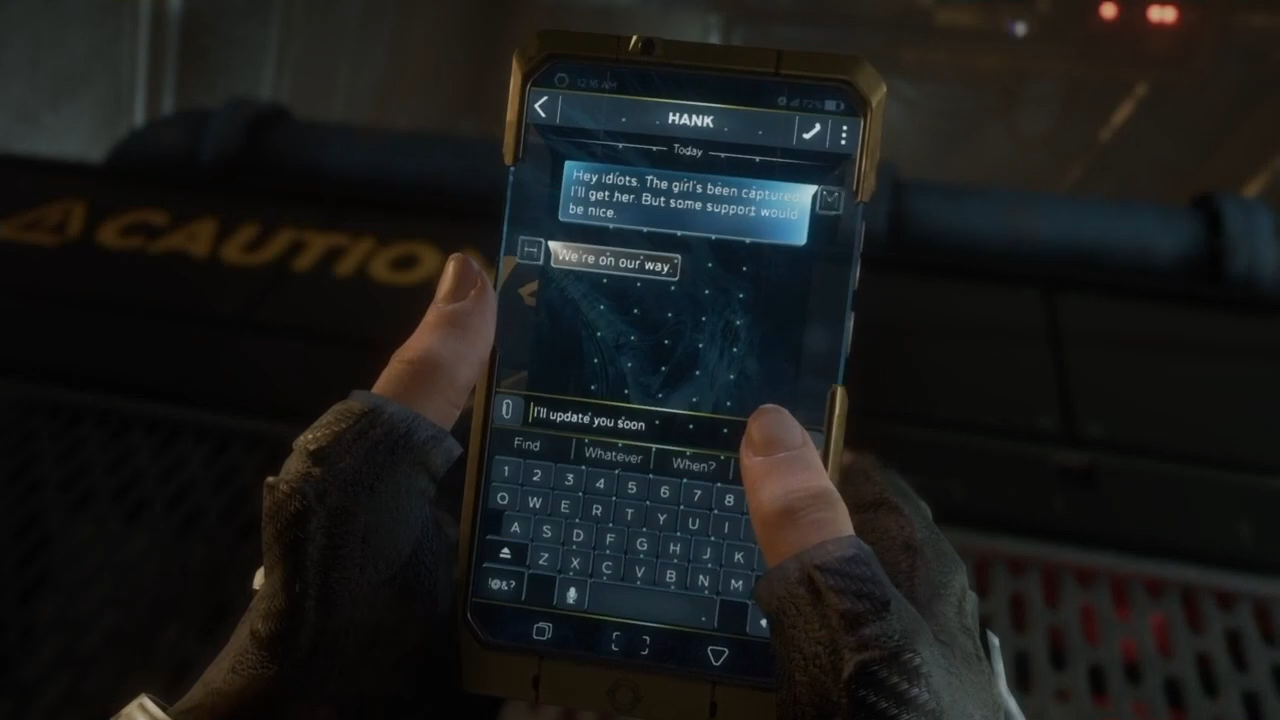 12:16 AM
72%
HANK
Today
Hey idiots. The girl's been captured
I'll get her. But some support would
be nice.
M
H
We're on our way.
CAUTION
I'll update you soon
Find Whatever When?
1 2 3 4 5 6 7 8
Q W E R T Y U I
A S D F G H J K
Z X C V B N M
!@&?